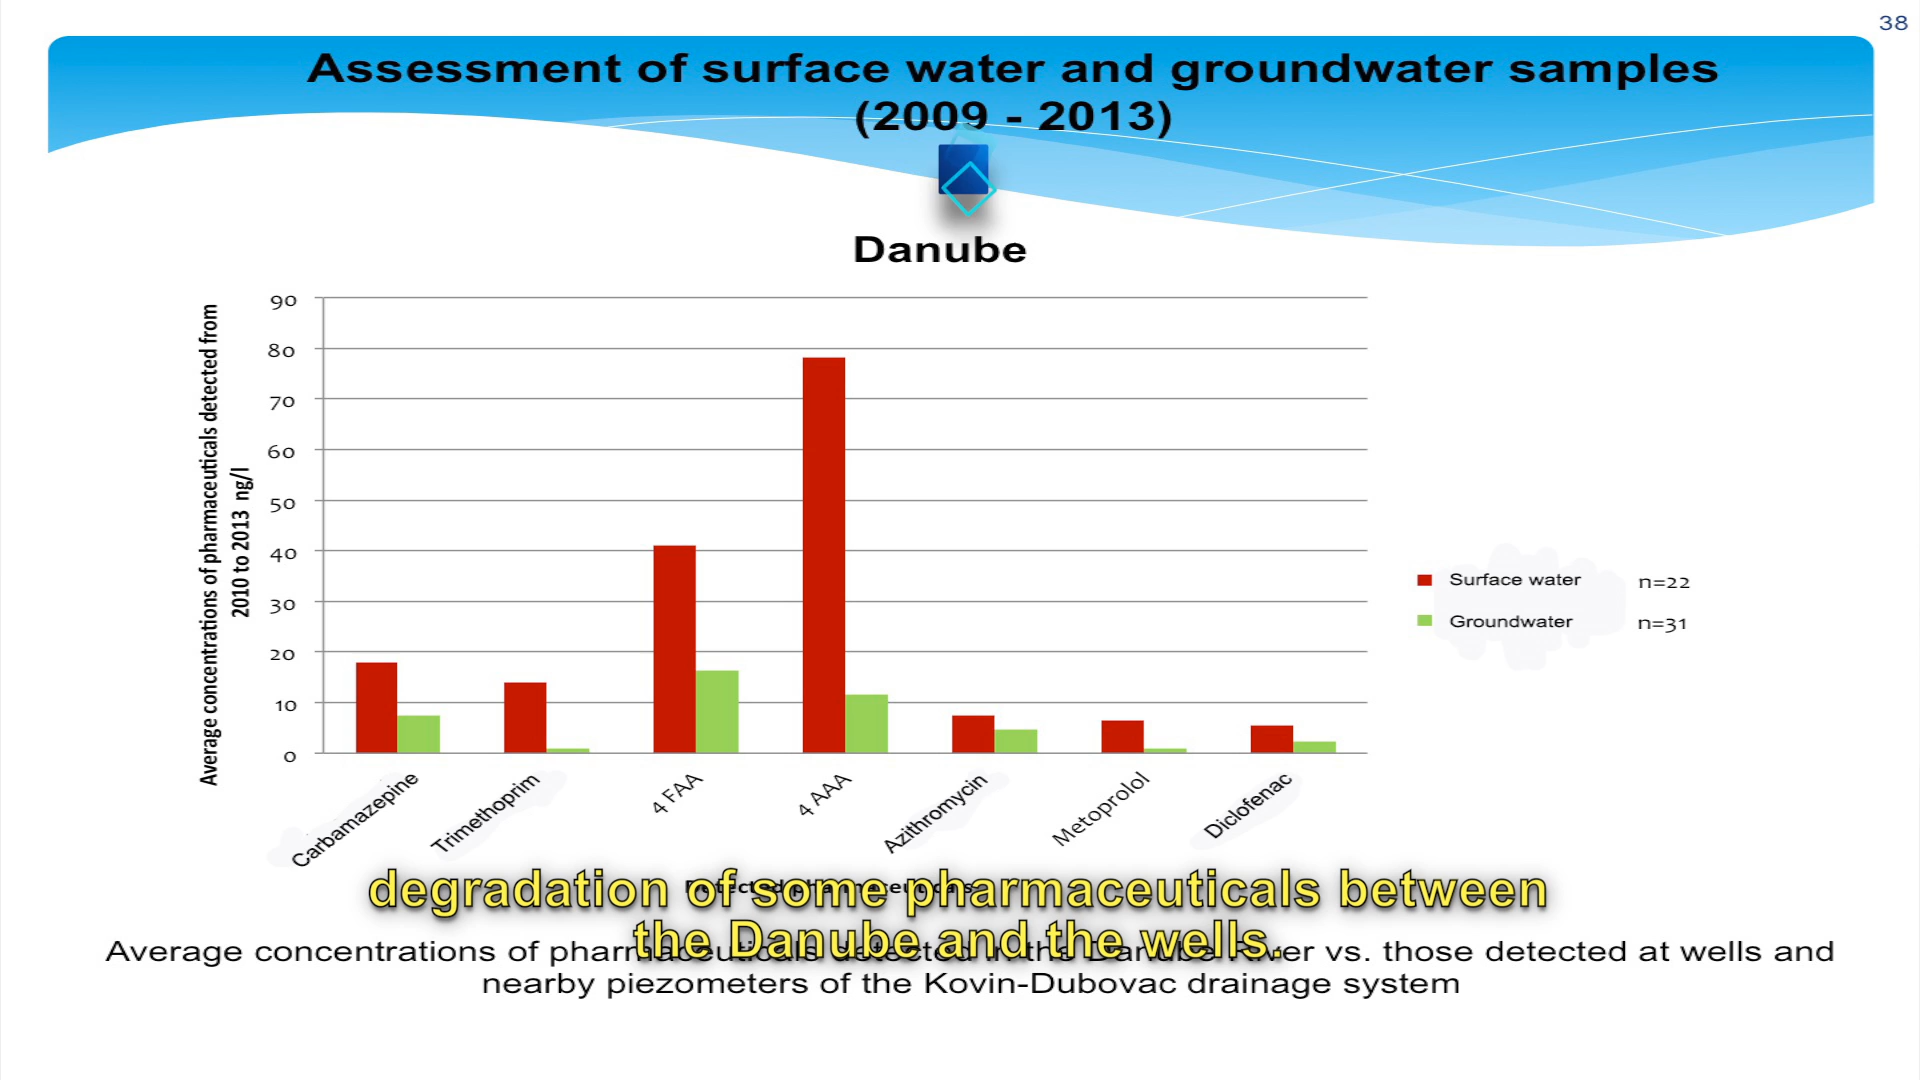 38
Assessment of surface water and groundwater samples
(2009 - 2013)
Danube
Average concentrations of pharmaceuticals detected from
2010 to 2013 ng/l
90
80
70
60
50
40
30
20
10
0
Surface water n=22
Groundwater n=31
Carbamazepine
Trimethoprim
4 FAA
4 AAA
Azithromycin
Metoprolol
Diclofenac
Detected pharmaceuticals
degradation of some pharmaceuticals between
the Danube and the wells.
Average concentrations of pharmaceuticals detected in the Danube River vs. those detected at wells and
nearby piezometers of the Kovin-Dubovac drainage system